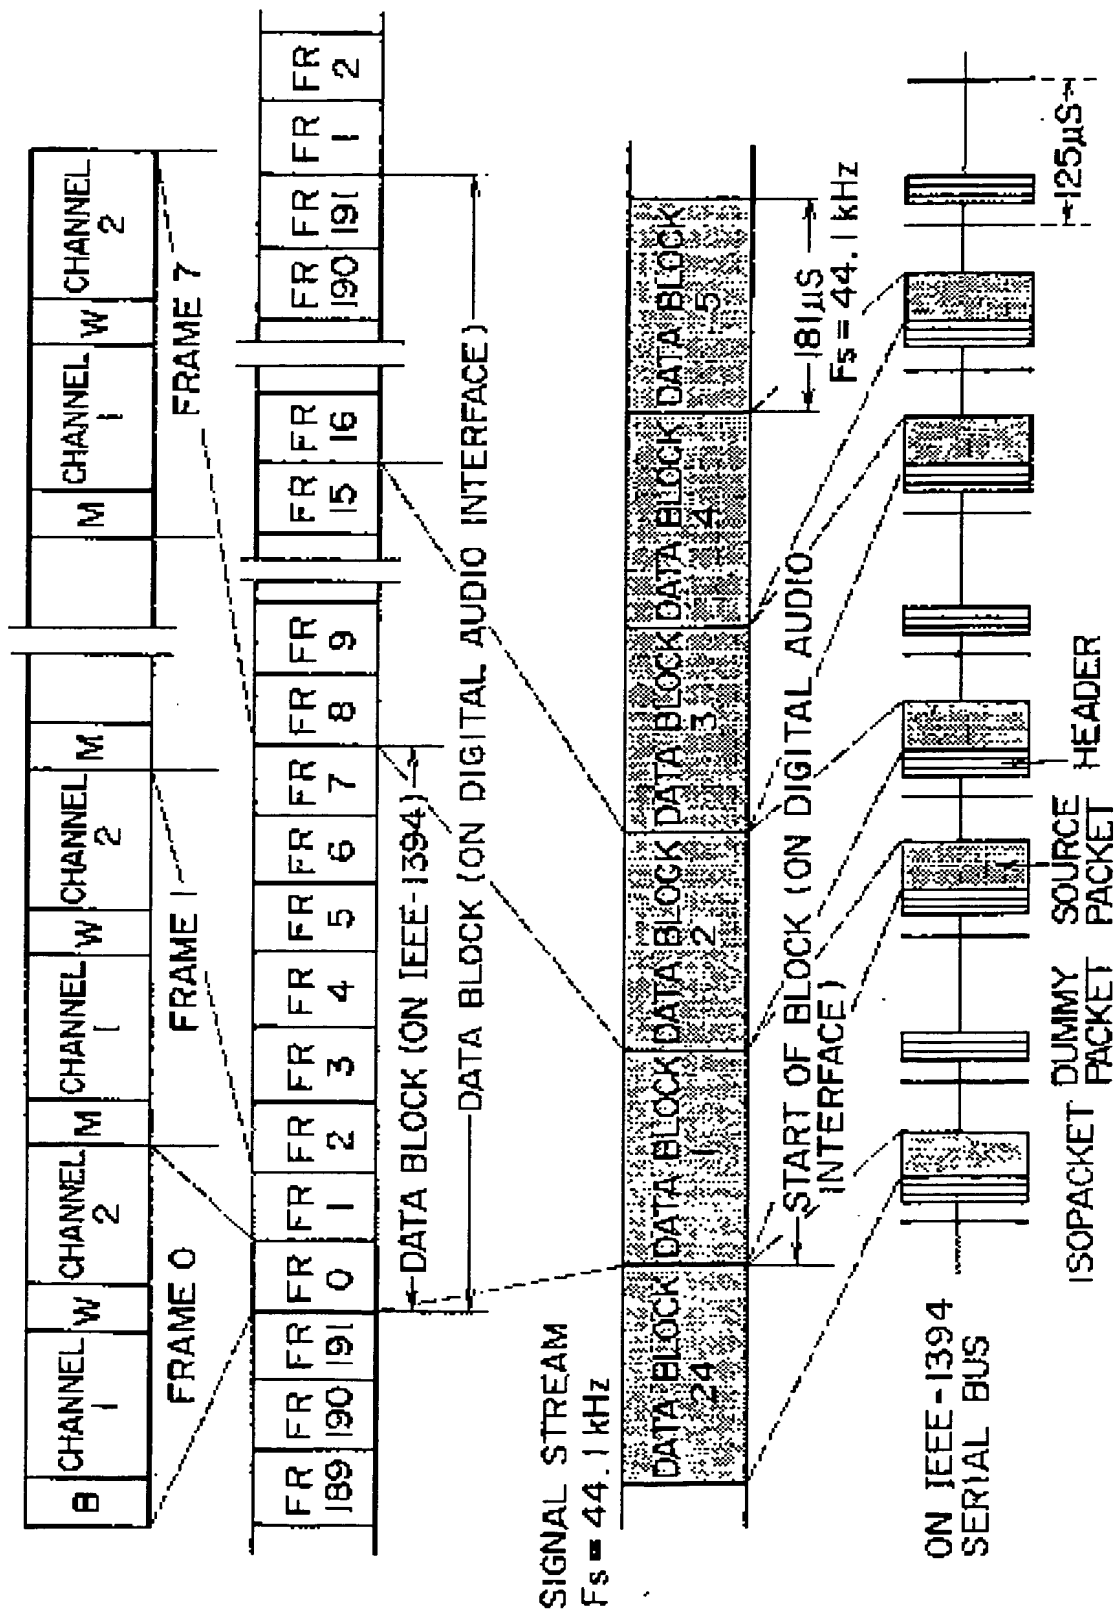 B
CHANNEL
1
W
CHANNEL
2
M
CHANNEL
1
W
CHANNEL
2
M
M
CHANNEL
1
W
CHANNEL
2
FRAME 0
FRAME 1
FRAME 7
FR
189
FR
190
FR
191
FR
0
FR
1
FR
2
FR
3
FR
4
FR
5
FR
6
FR
7
FR
8
FR
9
FR
15
FR
16
FR
190
FR
191
FR
1
FR
2
DATA BLOCK (ON IEEE-1394)
DATA BLOCK (ON DIGITAL AUDIO INTERFACE)
SIGNAL STREAM
Fs=44.1kHz
DATA BLOCK
24
DATA BLOCK
1
DATA BLOCK
2
DATA BLOCK
3
DATA BLOCK
4
DATA BLOCK
5
START OF BLOCK (ON DIGITAL AUDIO
INTERFACE)
181µS
Fs=44.1kHz
ON IEEE-1394
SERIAL BUS
125µS
ISOPACKET
DUMMY
PACKET
SOURCE
PACKET
HEADER